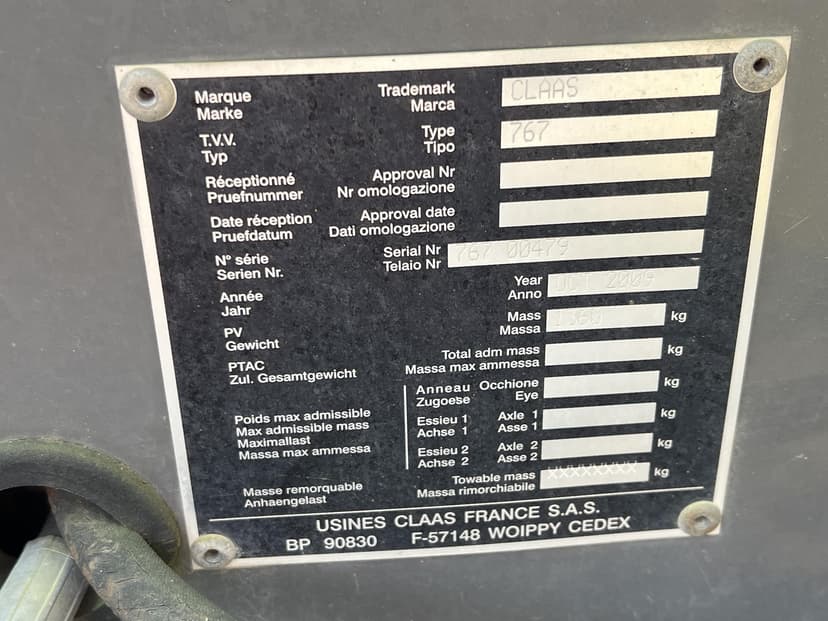 Marque Trademark CLAAS
Marke Marca
T.V.V. Type 767
Typ Tipo
Réceptionné Approval Nr
Pruefnummer Nr omologazione
Date réception Approval date
Pruefdatum Dati omologazione
N° série Serial Nr 767 00479
Serien Nr. Telaio Nr
Année Year OCT 2009
Jahr Anno
PV Mass kg
Gewicht Massa
PTAC Total adm mass kg
Zul. Gesamtgewicht Massa max ammessa
Anneau Occhione kg
Zugoese Eye
Poids max admissible Essieu 1 Axle 1 kg
Max admissible mass Achse 1 Asse 1
Maximallast Essieu 2 Axle 2 kg
Massa max ammessa Achse 2 Asse 2
Masse remorquable Towable mass XXXXXXXX kg
Anhaengelast Massa rimorchiabile
USINES CLAAS FRANCE S.A.S.
BP 90830 F-57148 WOIPPY CEDEX